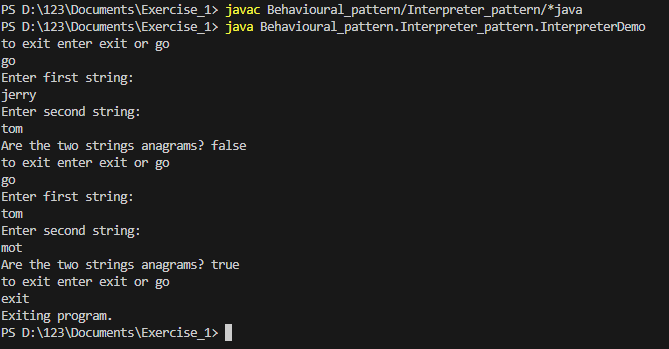 PS D:\123\Documents\Exercise_1> javac Behavioural_pattern/Interpreter_pattern/*java
PS D:\123\Documents\Exercise_1> java Behavioural_pattern.Interpreter_pattern.InterpreterDemo
to exit enter exit or go
go
Enter first string:
jerry
Enter second string:
tom
Are the two strings anagrams? false
to exit enter exit or go
go
Enter first string:
tom
Enter second string:
mot
Are the two strings anagrams? true
to exit enter exit or go
exit
Exiting program.
PS D:\123\Documents\Exercise_1>